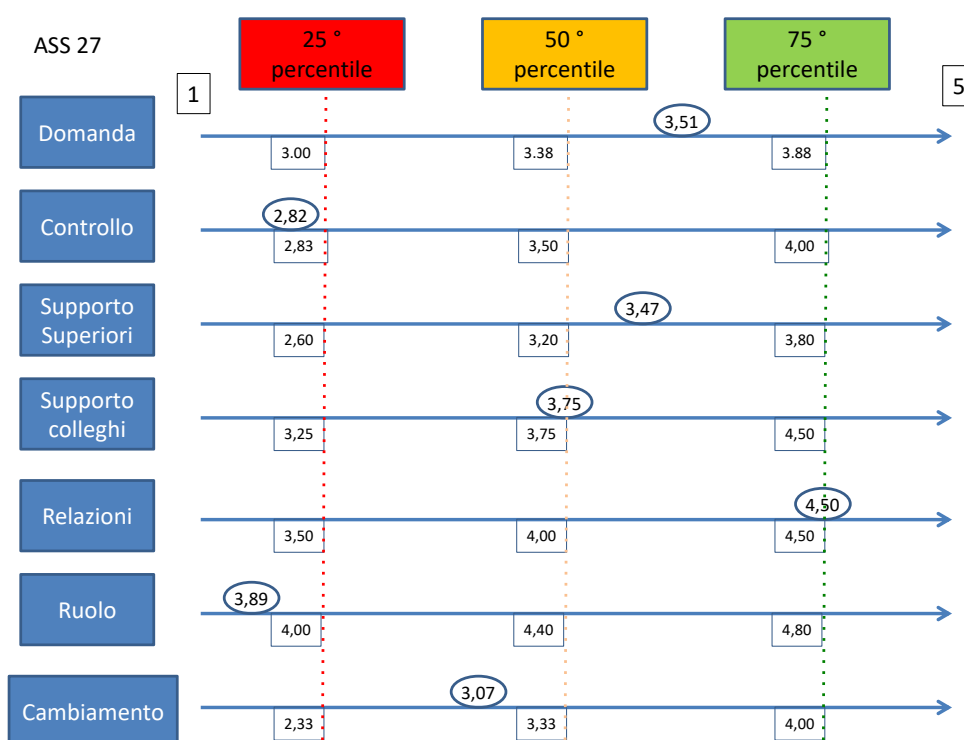 ASS 27
25 °
percentile
50 °
percentile
75 °
percentile
1
5
Domanda
3,51
3.00
3.38
3.88
Controllo
2,82
2,83
3,50
4,00
Supporto
Superiori
3,47
2,60
3,20
3,80
Supporto
colleghi
3,75
3,25
3,75
4,50
Relazioni
4,50
3,50
4,00
4,50
Ruolo
3,89
4,00
4,40
4,80
Cambiamento
3,07
2,33
3,33
4,00